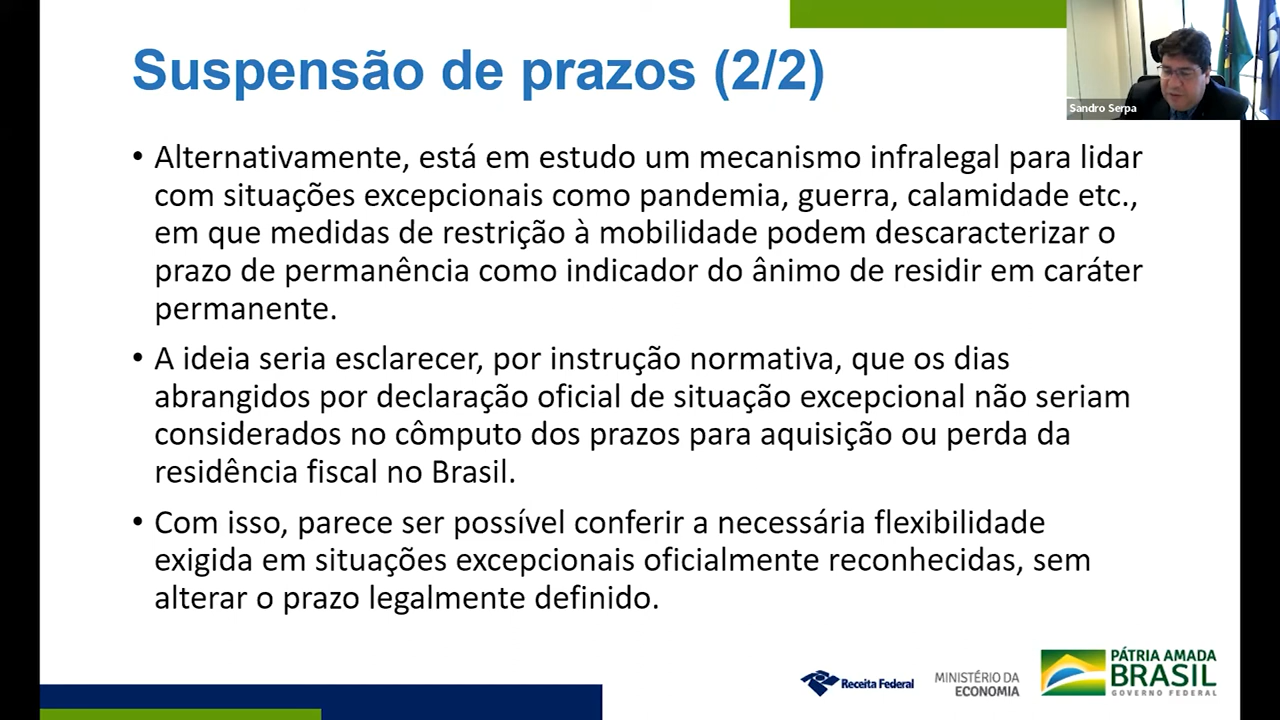 Suspensão de prazos (2/2)
Sandro Serpa
• Alternativamente, está em estudo um mecanismo infralegal para lidar
com situações excepcionais como pandemia, guerra, calamidade etc.,
em que medidas de restrição à mobilidade podem descaracterizar o
prazo de permanência como indicador do ânimo de residir em caráter
permanente.
• A ideia seria esclarecer, por instrução normativa, que os dias
abrangidos por declaração oficial de situação excepcional não seriam
considerados no cômputo dos prazos para aquisição ou perda da
residência fiscal no Brasil.
• Com isso, parece ser possível conferir a necessária flexibilidade
exigida em situações excepcionais oficialmente reconhecidas, sem
alterar o prazo legalmente definido.
Receita Federal
MINISTÉRIO DA
ECONOMIA
PÁTRIA AMADA
BRASIL
GOVERNO FEDERAL